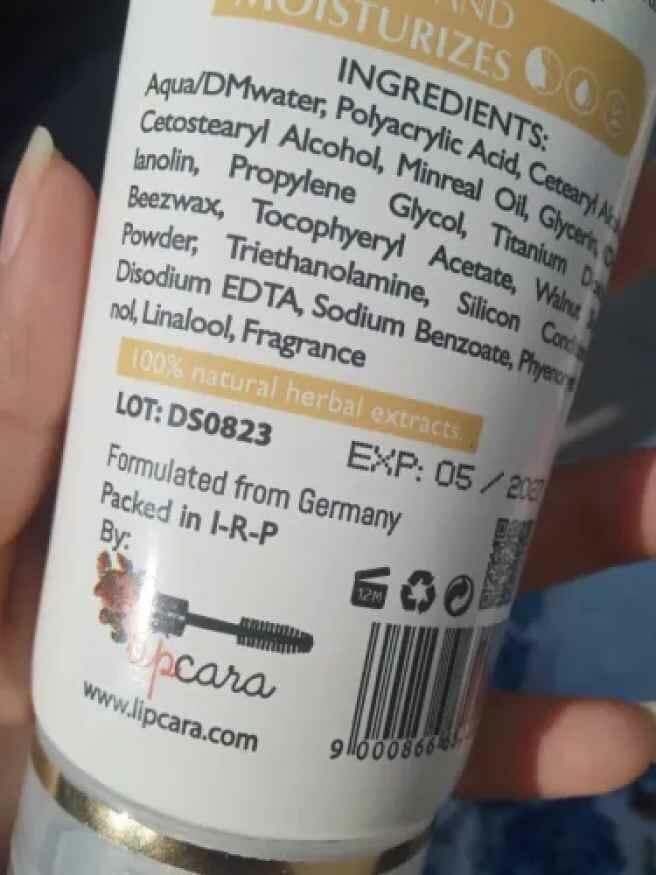 AND
MOISTURIZES
INGREDIENTS:
Aqua/DMwater, Polyacrylic Acid, Cetearyl
Cetostearyl Alcohol, Minreal Oil, Glycerin,
lanolin, Propylene Glycol, Titanium
Beezwax, Tocophyeryl Acetate, Walnut
Powder, Triethanolamine, Silicon
Disodium EDTA, Sodium Benzoate,
nol, Linalool, Fragrance
100% natural herbal extracts.
LOT: DS0823
EXP: 05 / 2027
Formulated from Germany
Packed in I-R-P
By:
12M
lipcara
www.lipcara.com